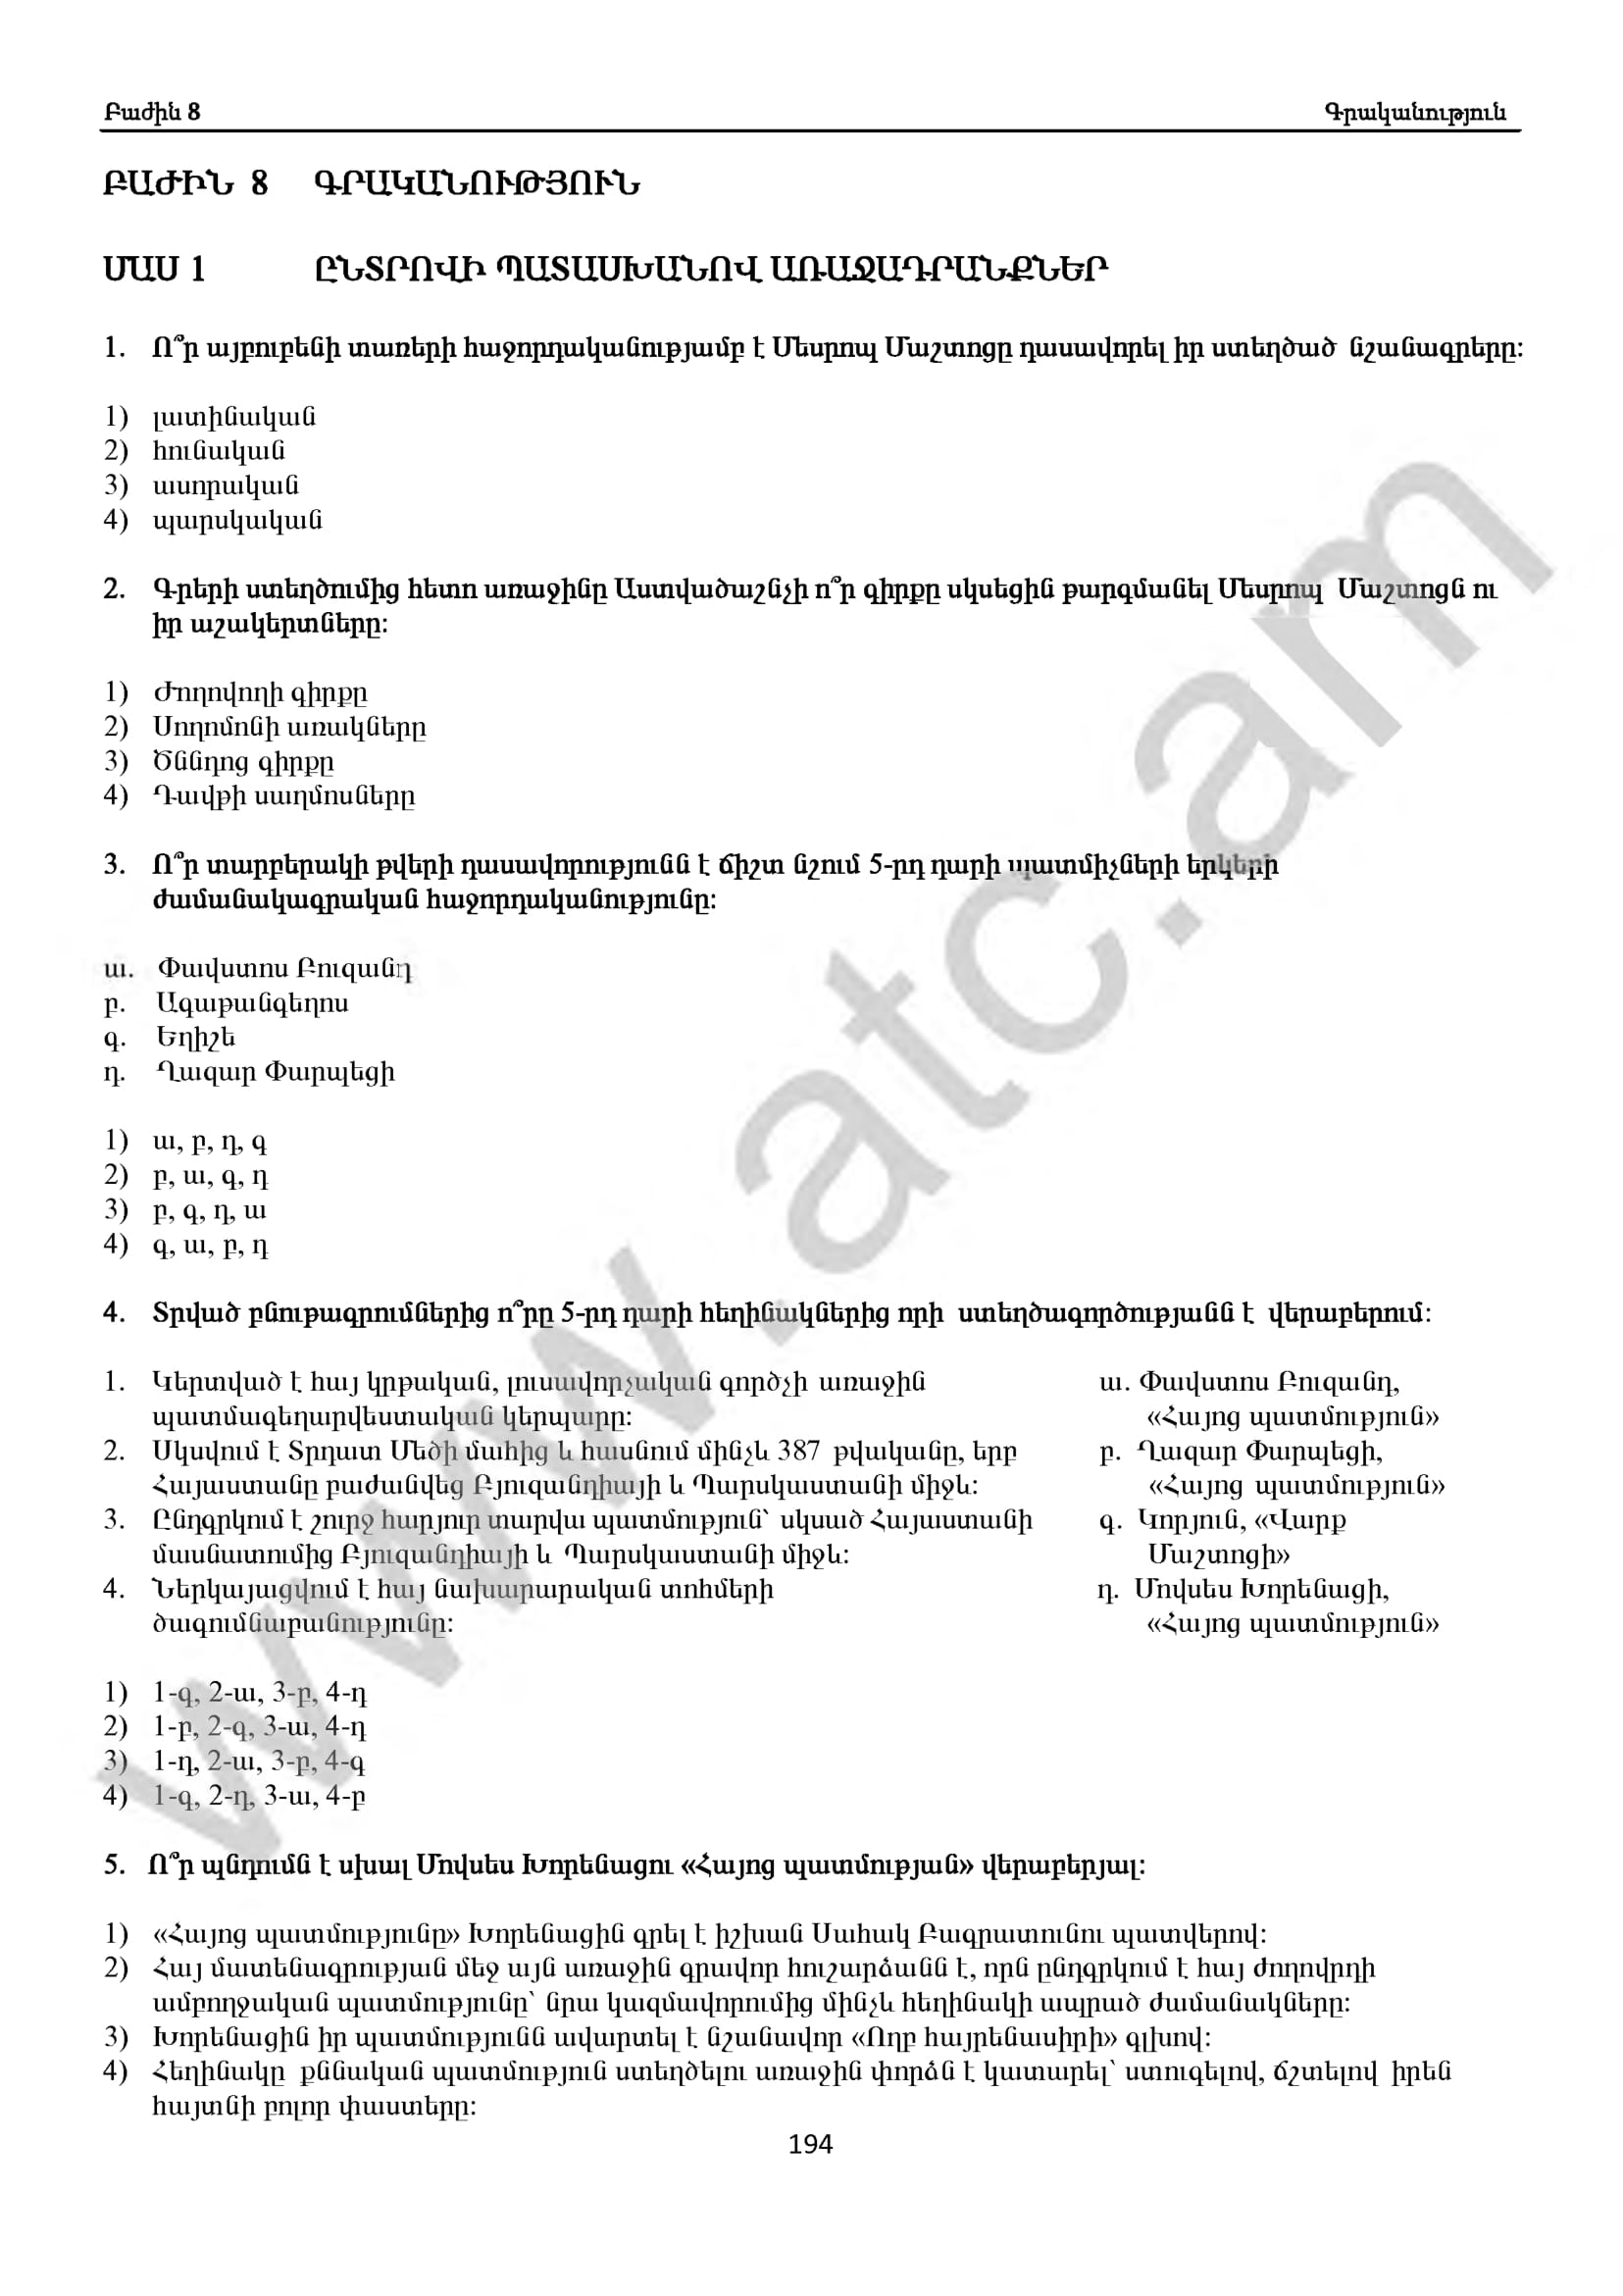 Բաժին 8 Գրականություն
ԲԱԺԻՆ 8 ԳՐԱԿԱՆՈՒԹՅՈՒՆ
ՄԱՍ 1 ԸՆՏՐՈՎԻ ՊԱՏԱՍԽԱՆՈՎ ԱՌԱՋԱԴՐԱՆՔՆԵՐ
1. Ո՞ր այբուբենի տառերի հաջորդականությամբ է Մեսրոպ Մաշտոցը դասավորել իր ստեղծած նշանագրերը:
1) լատինական
2) հունական
3) ասորական
4) պարսկական
2. Գրերի ստեղծումից հետո առաջինը Աստվածաշնչի ո՞ր գիրքը սկսեցին թարգմանել Մեսրոպ Մաշտոցն ու
իր աշակերտները:
1) Ժողովողի գիրքը
2) Սողոմոնի առակները
3) Ծննդոց գիրքը
4) Դավթի սաղմոսները
3. Ո՞ր տարբերակի թվերի դասավորությունն է ճիշտ նշում 5-րդ դարի պատմիչների երկերի
ժամանակագրական հաջորդականությունը:
ա. Փավստոս Բուզանդ
բ. Ագաթանգեղոս
գ. Եղիշե
դ. Ղազար Փարպեցի
1) ա, բ, դ, գ
2) բ, ա, գ, դ
3) բ, գ, դ, ա
4) գ, ա, բ, դ
4. Տրված բնութագրումներից ո՞րը 5-րդ դարի հեղինակներից որի ստեղծագործությանն է վերաբերում:
1. Կերտված է հայ կրթական, լուսավորչական գործչի առաջին
պատմագեղարվեստական կերպարը:
2. Սկսվում է Տրդատ Մեծի մահից և հասնում մինչև 387 թվականը, երբ
Հայաստանը բաժանվեց Բյուզանդիայի և Պարսկաստանի միջև:
3. Ընդգրկում է շուրջ հարյուր տարվա պատմություն՝ սկսած Հայաստանի
մասնատումից Բյուզանդիայի և Պարսկաստանի միջև:
4. Ներկայացվում է հայ նախարարական տոհմերի
ծագումնաբանությունը:
ա. Փավստոս Բուզանդ,
«Հայոց պատմություն»
բ. Ղազար Փարպեցի,
«Հայոց պատմություն»
գ. Կորյուն, «Վարք
Մաշտոցի»
դ. Մովսես Խորենացի,
«Հայոց պատմություն»
1) 1-գ, 2-ա, 3-բ, 4-դ
2) 1-բ, 2-գ, 3-ա, 4-դ
3) 1-դ, 2-ա, 3-բ, 4-գ
4) 1-գ, 2-դ, 3-ա, 4-բ
5. Ո՞ր պնդումն է սխալ Մովսես Խորենացու «Հայոց պատմության» վերաբերյալ:
1) «Հայոց պատմությունը» Խորենացին գրել է իշխան Սահակ Բագրատունու պատվերով:
2) Հայ մատենագրության մեջ այն առաջին գրավոր հուշարձանն է, որն ընդգրկում է հայ ժողովրդի
ամբողջական պատմությունը՝ նրա կազմավորումից մինչև հեղինակի ապրած ժամանակները:
3) Խորենացին իր պատմությունն ավարտել է նշանավոր «Ողբ հայրենասիրի» գլխով:
4) Հեղինակը քննական պատմություն ստեղծելու առաջին փորձն է կատարել՝ ստուգելով, ճշտելով իրեն
հայտնի բոլոր փաստերը:
194
www.atc.am